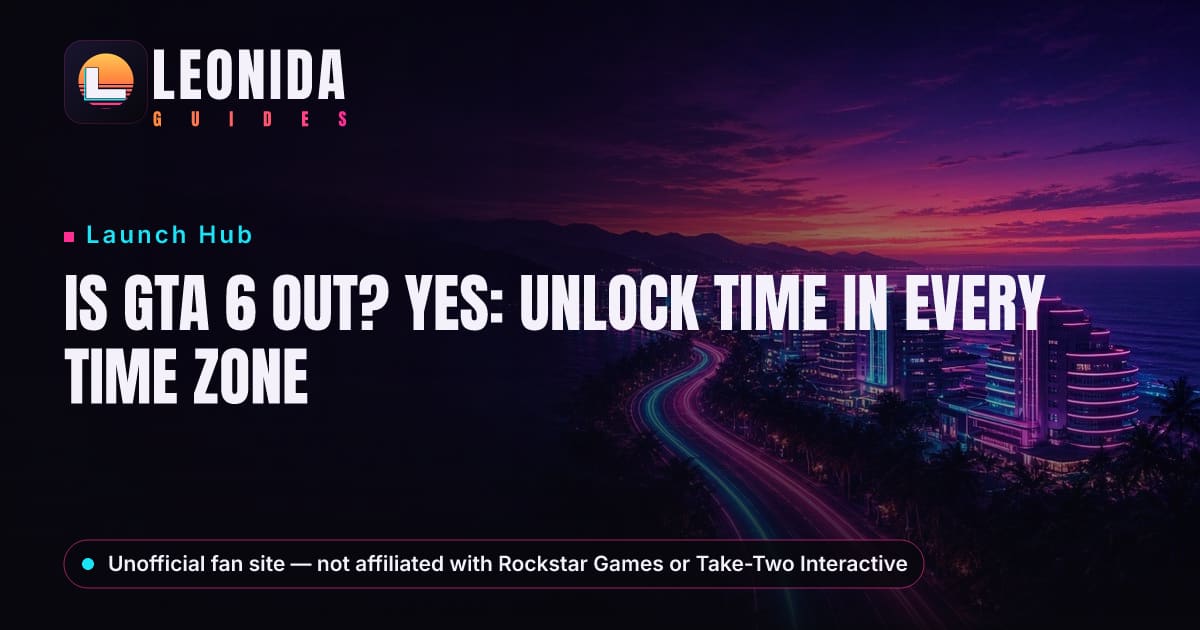 LEONIDA
GUIDES
Launch Hub
IS GTA 6 OUT? YES: UNLOCK TIME IN EVERY
TIME ZONE
Unofficial fan site — not affiliated with Rockstar Games or Take-Two Interactive